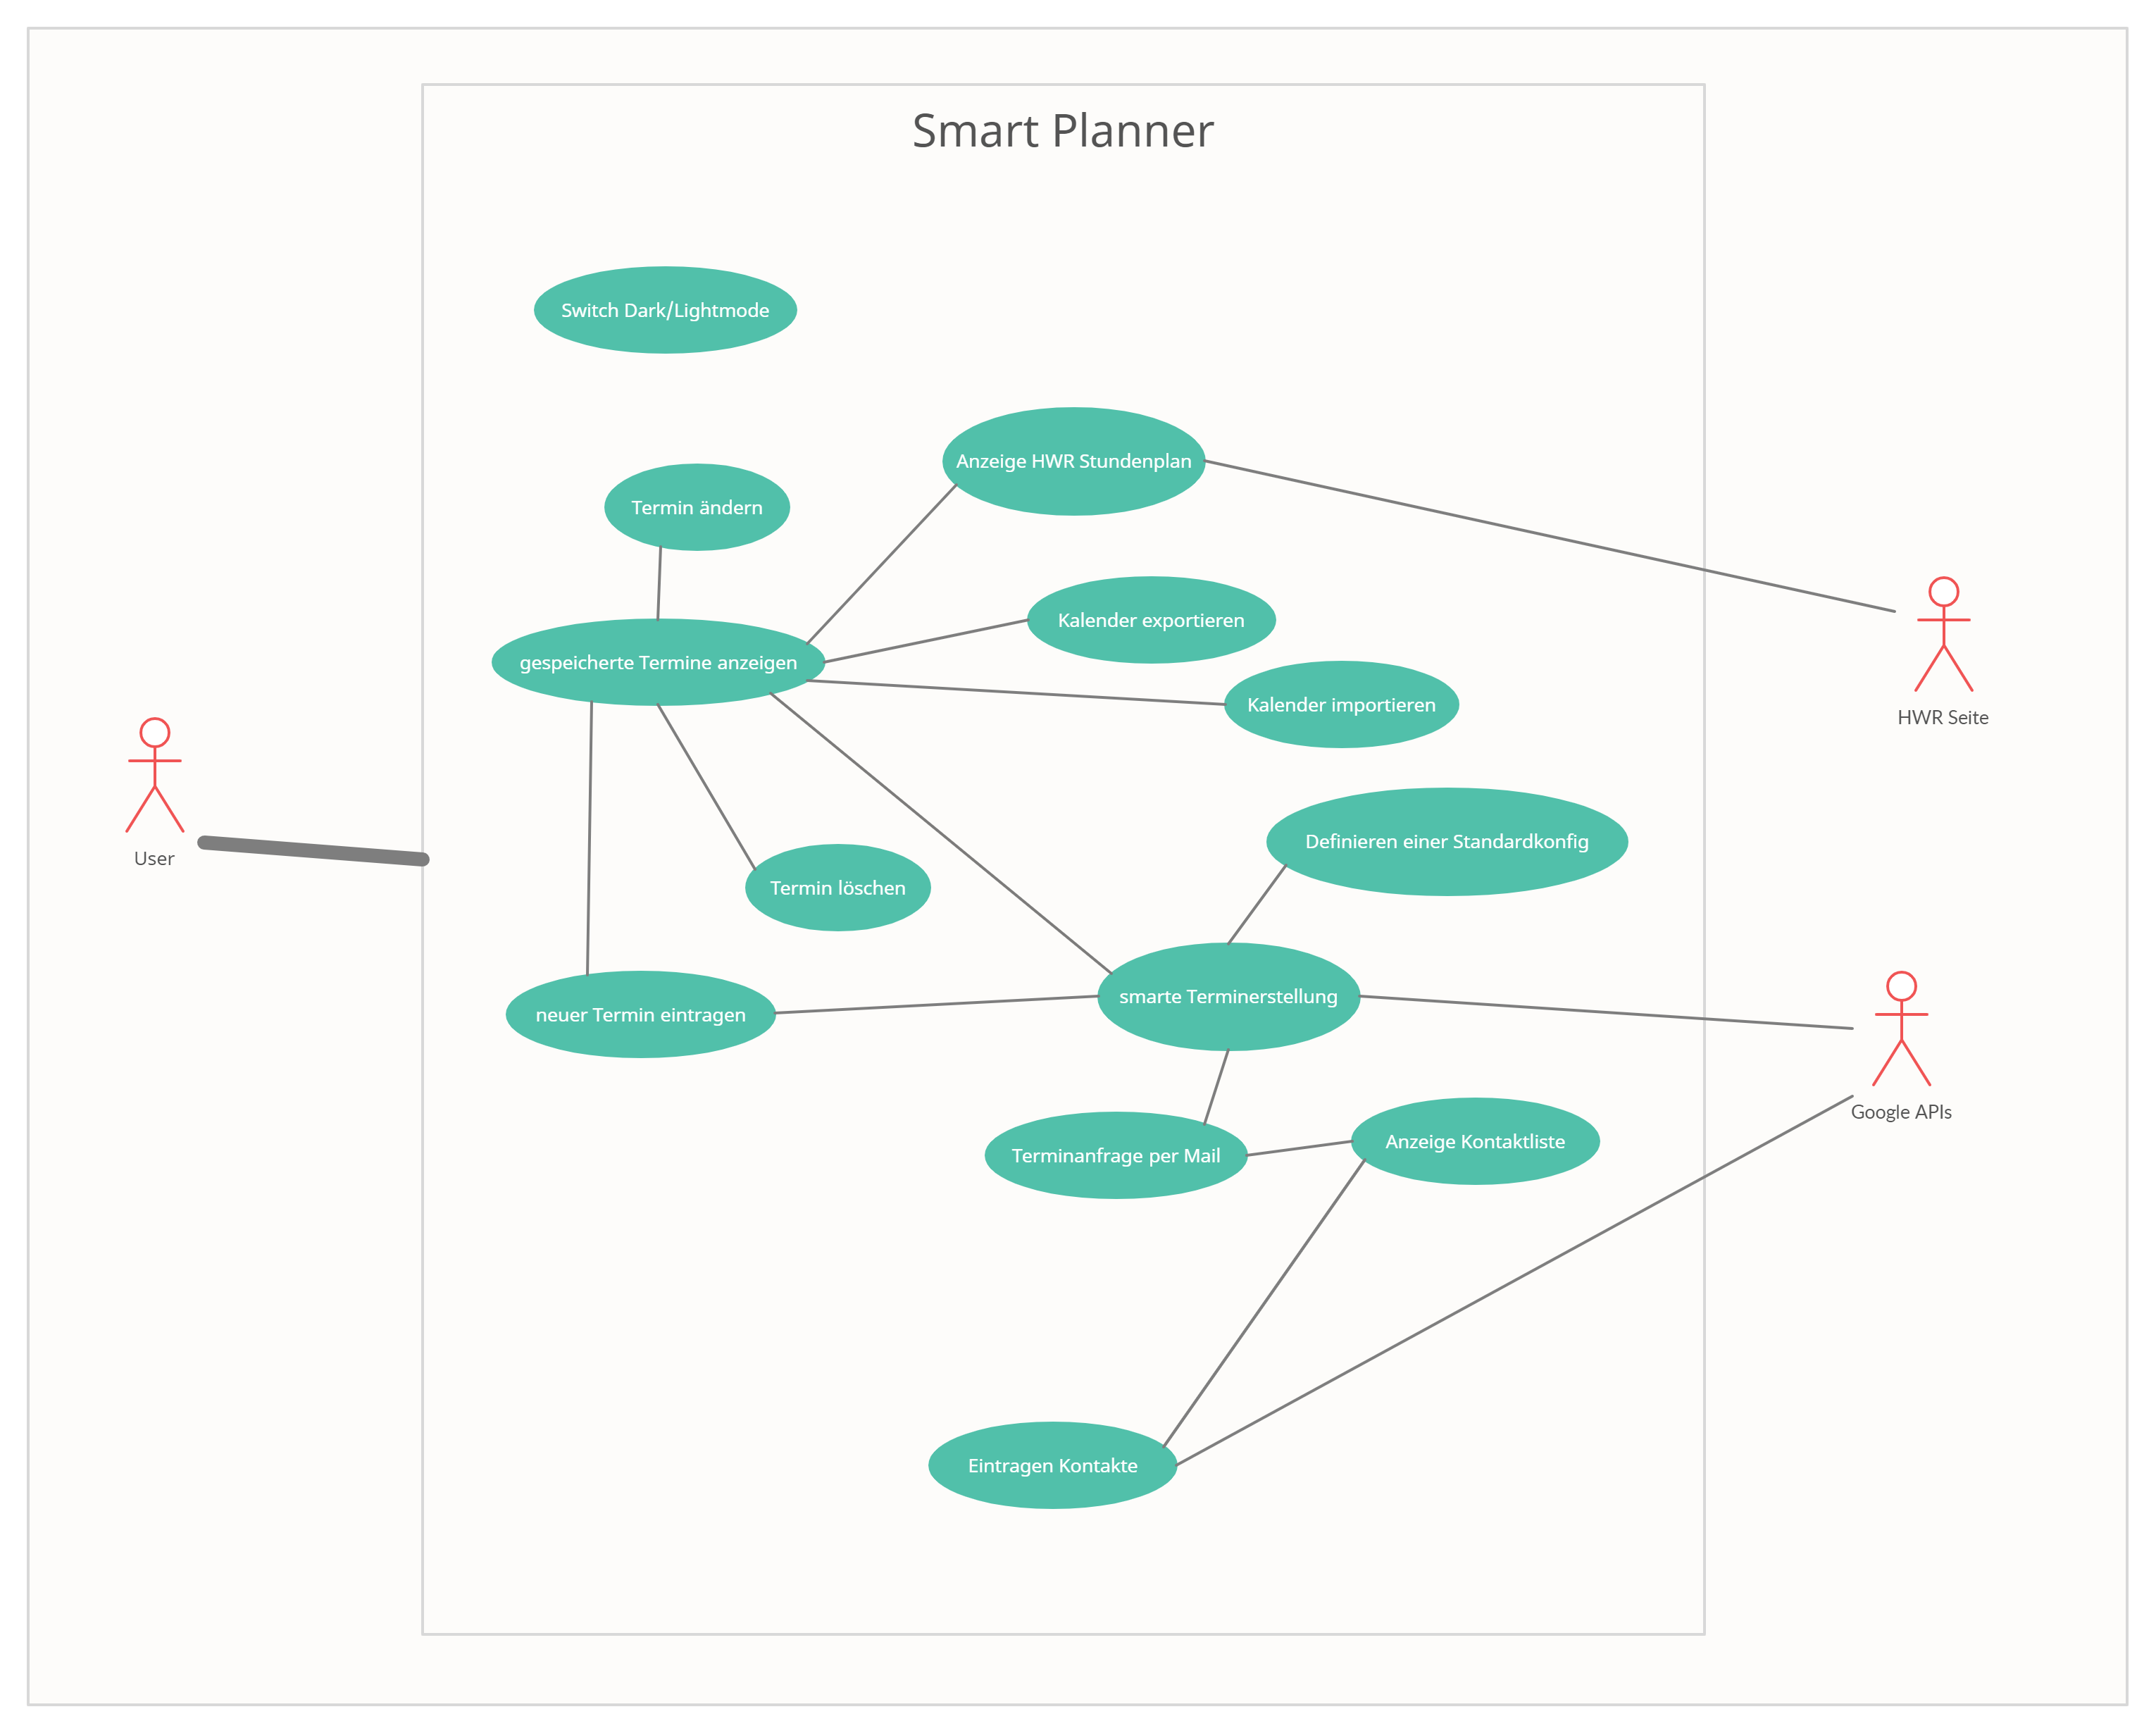 Smart Planner
Switch Dark/Lightmode
Anzeige HWR Stundenplan
Termin ändern
Kalender exportieren
gespeicherte Termine anzeigen
Kalender importieren
HWR Seite
Definieren einer Standardkonfig
User
Termin löschen
smarte Terminerstellung
neuer Termin eintragen
Google APIs
Anzeige Kontaktliste
Terminanfrage per Mail
Eintragen Kontakte